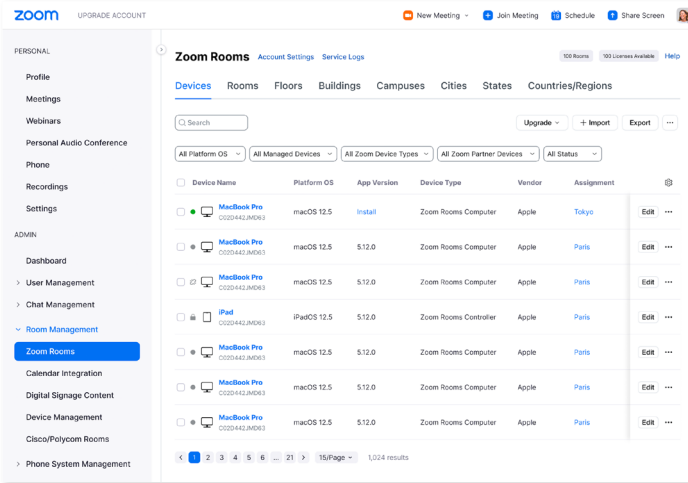 zoom UPGRADE ACCOUNT New Meeting Join Meeting 19 Schedule Share Screen
PERSONAL
Profile
Meetings
Webinars
Personal Audio Conference
Phone
Recordings
Settings
ADMIN
Dashboard
User Management
Chat Management
Room Management
Zoom Rooms
Calendar Integration
Digital Signage Content
Device Management
Cisco/Polycom Rooms
Phone System Management
Zoom Rooms Account Settings Service Logs 100 Rooms 100 Licenses Available Help
Devices Rooms Floors Buildings Campuses Cities States Countries/Regions
Search Upgrade + Import Export ...
All Platform OS All Managed Devices All Zoom Device Types All Zoom Partner Devices All Status
Device Name Platform OS App Version Device Type Vendor Assignment
MacBook Pro
C02D442JMD63 macOS 12.5 Install Zoom Rooms Computer Apple Tokyo Edit ...
MacBook Pro
C02D442JMD63 macOS 12.5 5.12.0 Zoom Rooms Computer Apple Paris Edit ...
MacBook Pro
C02D442JMD63 macOS 12.5 5.12.0 Zoom Rooms Computer Apple Paris Edit ...
iPad
C02D442JMD63 iPadOS 12.5 5.12.0 Zoom Rooms Controller Apple Paris Edit ...
MacBook Pro
C02D442JMD63 macOS 12.5 5.12.0 Zoom Rooms Computer Apple Paris Edit ...
MacBook Pro
C02D442JMD63 macOS 12.5 5.12.0 Zoom Rooms Computer Apple Paris Edit ...
MacBook Pro
C02D442JMD63 macOS 12.5 5.12.0 Zoom Rooms Computer Apple Paris Edit ...
1 2 3 4 5 6 ... 21 15/Page 1,024 results